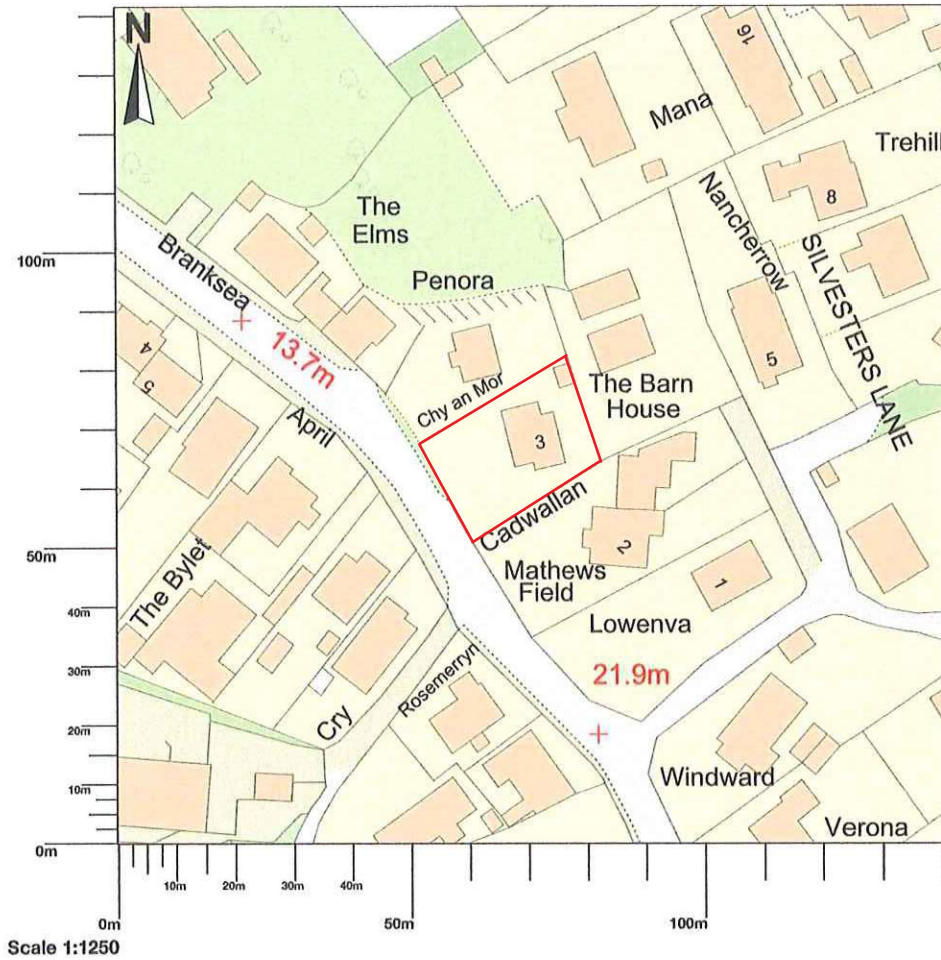 N
16
Mana
Trehill
8
The
Elms
Nancherrow
Branksea
Penora
SILVESTERS LANE
100m
13.7m
4
5
5
Chy an Mor
The Barn
House
April
3
Cadwallan
50m
2
The Bylet
Mathews
Field
1
40m
Lowenva
30m
Rosemerryn
21.9m
Cry
20m
10m
Windward
Verona
0m
10m
20m
30m
40m
0m
50m
100m
Scale 1:1250